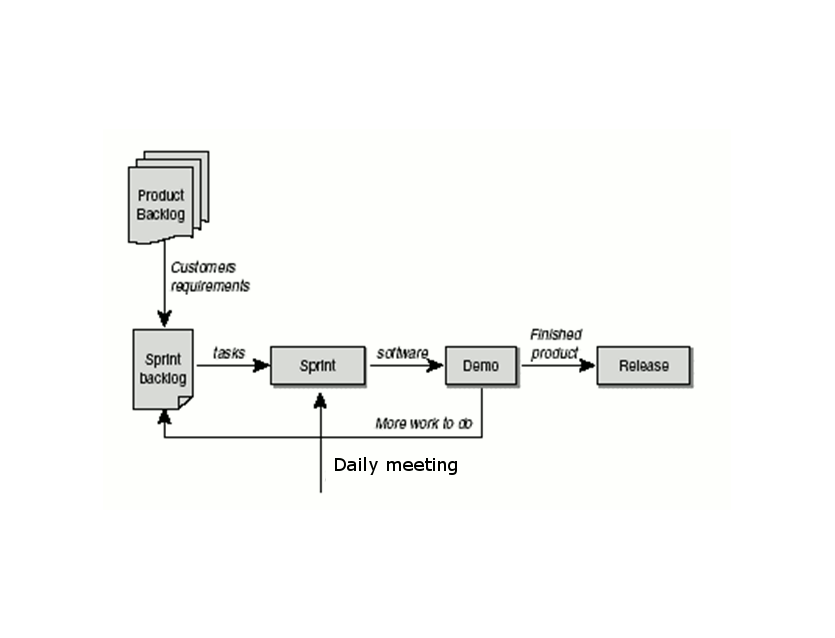 Product
Backlog
Customers
requirements
Sprint
backlog
tasks
Sprint
software
Demo
Finished
product
Release
More work to do
Daily meeting